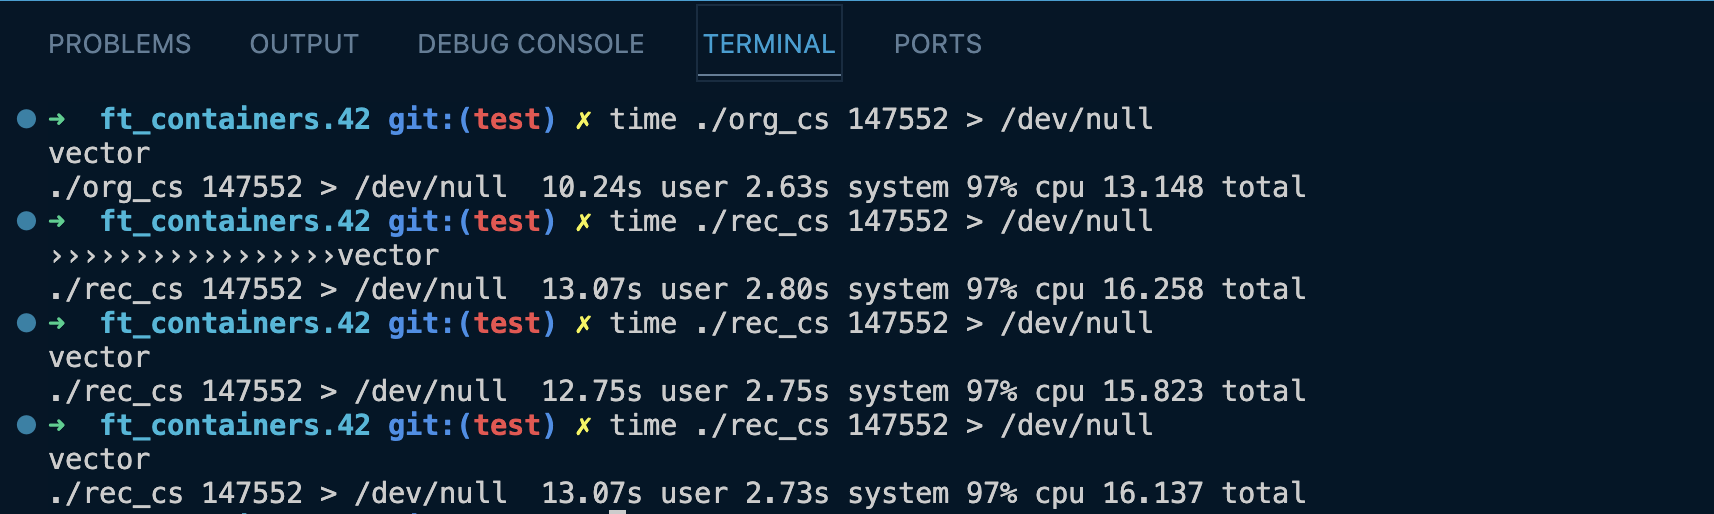 PROBLEMS OUTPUT DEBUG CONSOLE TERMINAL PORTS
➜ ft_containers.42 git:(test) ✗ time ./org_cs 147552 > /dev/null
vector
./org_cs 147552 > /dev/null 10.24s user 2.63s system 97% cpu 13.148 total
➜ ft_containers.42 git:(test) ✗ time ./rec_cs 147552 > /dev/null
›››››››››››››››››vector
./rec_cs 147552 > /dev/null 13.07s user 2.80s system 97% cpu 16.258 total
➜ ft_containers.42 git:(test) ✗ time ./rec_cs 147552 > /dev/null
vector
./rec_cs 147552 > /dev/null 12.75s user 2.75s system 97% cpu 15.823 total
➜ ft_containers.42 git:(test) ✗ time ./rec_cs 147552 > /dev/null
vector
./rec_cs 147552 > /dev/null 13.07s user 2.73s system 97% cpu 16.137 total